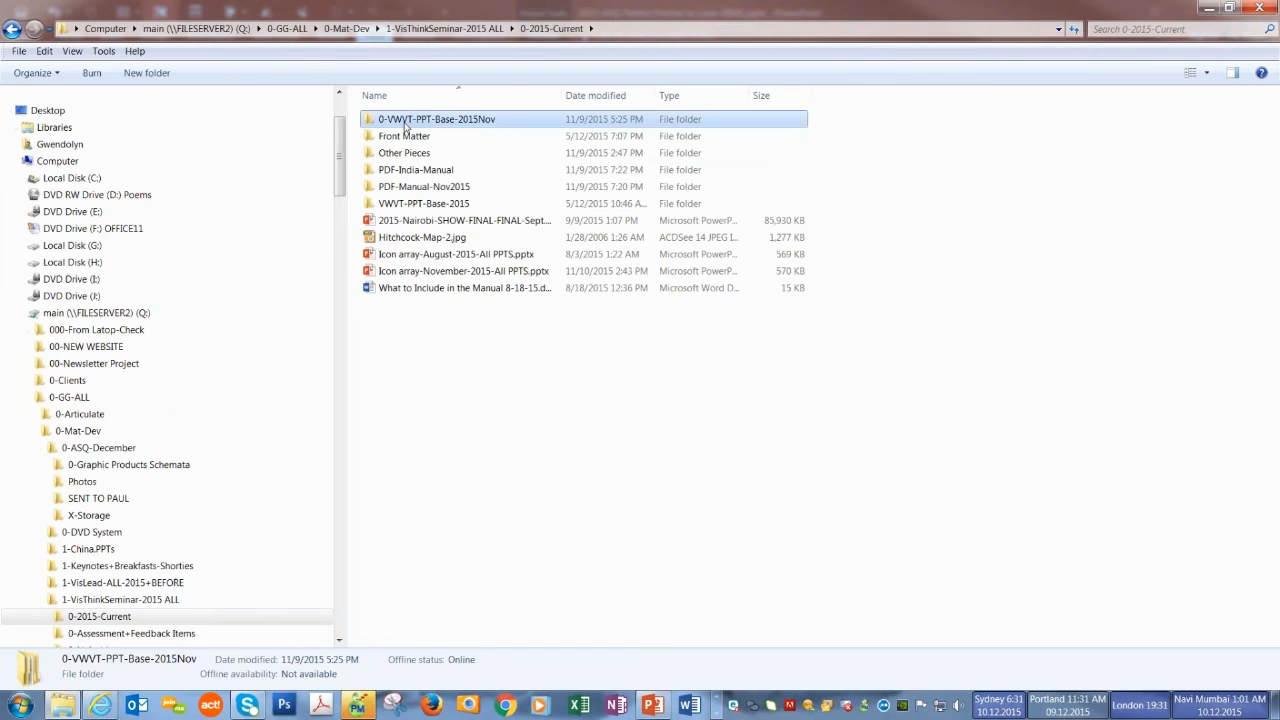 Computer ▸ main (\\FILESERVER2) (Q:) ▸ 0-GG-ALL ▸ 0-Mat-Dev ▸ 1-VisThinkSeminar-2015 ALL ▸ 0-2015-Current ▸
Search 0-2015-Current
File Edit View Tools Help
Organize Burn New folder
Name Date modified Type Size
Desktop
Libraries
Gwendolyn
Computer
Local Disk (C:)
DVD RW Drive (D:) Poems
DVD Drive (E:)
DVD Drive (F:) OFFICE11
Local Disk (G:)
Local Disk (H:)
DVD Drive (I:)
DVD Drive (J:)
main (\\FILESERVER2) (Q:)
000-From Latop-Check
00-NEW WEBSITE
00-Newsletter Project
0-Clients
0-GG-ALL
0-Articulate
0-Mat-Dev
0-ASQ-December
0-Graphic Products Schemata
Photos
SENT TO PAUL
X-Storage
0-DVD System
1-China.PPTs
1-Keynotes+Breakfasts-Shorties
1-VisLead-ALL-2015+BEFORE
1-VisThinkSeminar-2015 ALL
0-2015-Current
0-Assessment+Feedback Items
0-VWVT-PPT-Base-2015Nov 11/9/2015 5:25 PM File folder
Front Matter 5/12/2015 7:07 PM File folder
Other Pieces 11/9/2015 2:47 PM File folder
PDF-India-Manual 11/9/2015 7:22 PM File folder
PDF-Manual-Nov2015 11/9/2015 7:20 PM File folder
VWVT-PPT-Base-2015 5/12/2015 10:46 A... File folder
2015-Nairobi-SHOW-FINAL-FINAL-Sept... 9/9/2015 1:07 PM Microsoft PowerP... 85,930 KB
Hitchcock-Map-2.jpg 1/28/2006 1:26 AM ACDSee 14 JPEG I... 1,277 KB
Icon array-August-2015-All PPTS.pptx 8/3/2015 1:22 AM Microsoft PowerP... 569 KB
Icon array-November-2015-All PPTS.pptx 11/10/2015 2:43 PM Microsoft PowerP... 570 KB
What to Include in the Manual 8-18-15.d... 8/18/2015 12:36 PM Microsoft Word D... 15 KB
0-VWVT-PPT-Base-2015Nov Date modified: 11/9/2015 5:25 PM Offline status: Online
File folder Offline availability: Not available
act!
PM
Sydney 6:31 Portland 11:31 AM London 19:31 Navi Mumbai 1:01 AM
10.12.2015 09.12.2015 10.12.2015